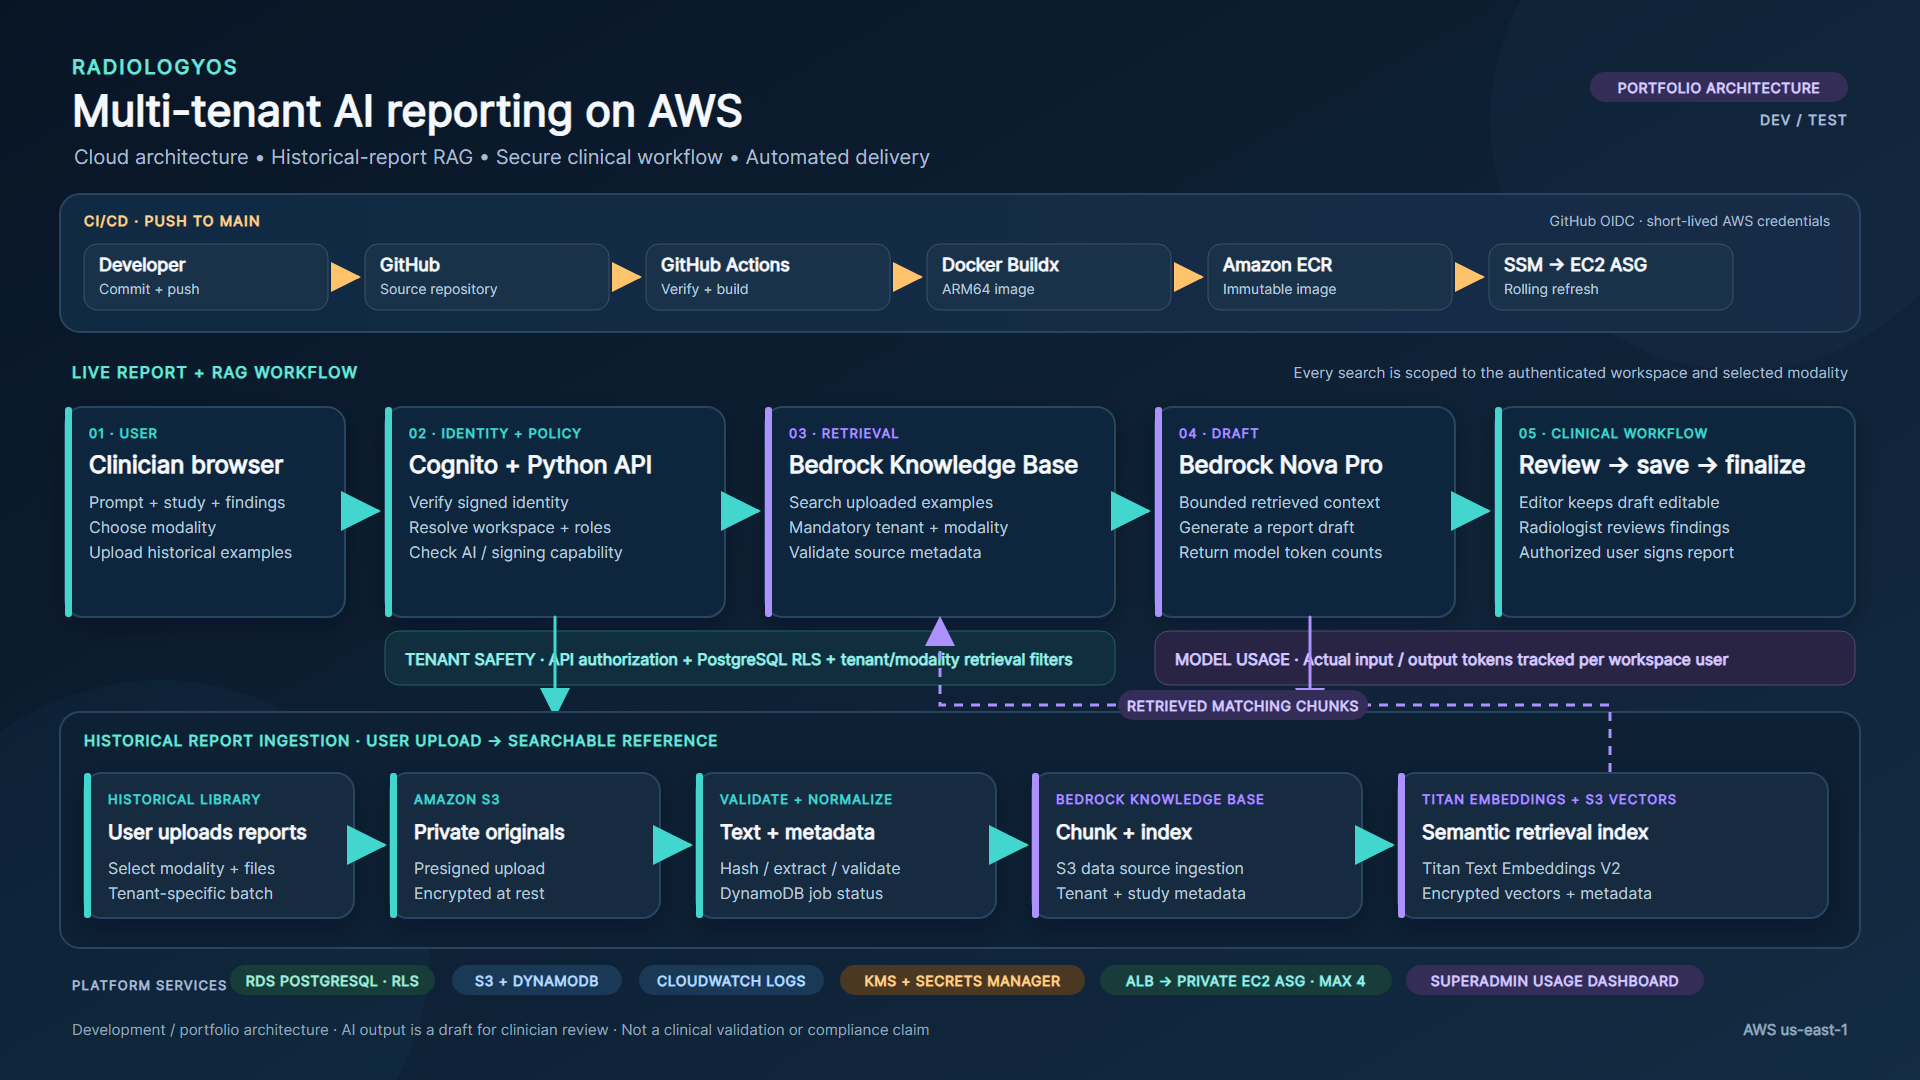 RADIOLOGYOS
Multi-tenant AI reporting on AWS
Cloud architecture • Historical-report RAG • Secure clinical workflow • Automated delivery
PORTFOLIO ARCHITECTURE
DEV / TEST
CI/CD · PUSH TO MAIN
GitHub OIDC · short-lived AWS credentials
Developer
Commit + push
GitHub
Source repository
GitHub Actions
Verify + build
Docker Buildx
ARM64 image
Amazon ECR
Immutable image
SSM → EC2 ASG
Rolling refresh
LIVE REPORT + RAG WORKFLOW
Every search is scoped to the authenticated workspace and selected modality
01 · USER
Clinician browser
Prompt + study + findings
Choose modality
Upload historical examples
02 · IDENTITY + POLICY
Cognito + Python API
Verify signed identity
Resolve workspace + roles
Check AI / signing capability
03 · RETRIEVAL
Bedrock Knowledge Base
Search uploaded examples
Mandatory tenant + modality
Validate source metadata
04 · DRAFT
Bedrock Nova Pro
Bounded retrieved context
Generate a report draft
Return model token counts
05 · CLINICAL WORKFLOW
Review → save → finalize
Editor keeps draft editable
Radiologist reviews findings
Authorized user signs report
TENANT SAFETY · API authorization + PostgreSQL RLS + tenant/modality retrieval filters
MODEL USAGE · Actual input / output tokens tracked per workspace user
RETRIEVED MATCHING CHUNKS
HISTORICAL REPORT INGESTION · USER UPLOAD → SEARCHABLE REFERENCE
HISTORICAL LIBRARY
User uploads reports
Select modality + files
Tenant-specific batch
AMAZON S3
Private originals
Presigned upload
Encrypted at rest
VALIDATE + NORMALIZE
Text + metadata
Hash / extract / validate
DynamoDB job status
BEDROCK KNOWLEDGE BASE
Chunk + index
S3 data source ingestion
Tenant + study metadata
TITAN EMBEDDINGS + S3 VECTORS
Semantic retrieval index
Titan Text Embeddings V2
Encrypted vectors + metadata
PLATFORM SERVICES
RDS POSTGRESQL · RLS
S3 + DYNAMODB
CLOUDWATCH LOGS
KMS + SECRETS MANAGER
ALB → PRIVATE EC2 ASG · MAX 4
SUPERADMIN USAGE DASHBOARD
Development / portfolio architecture · AI output is a draft for clinician review · Not a clinical validation or compliance claim
AWS us-east-1